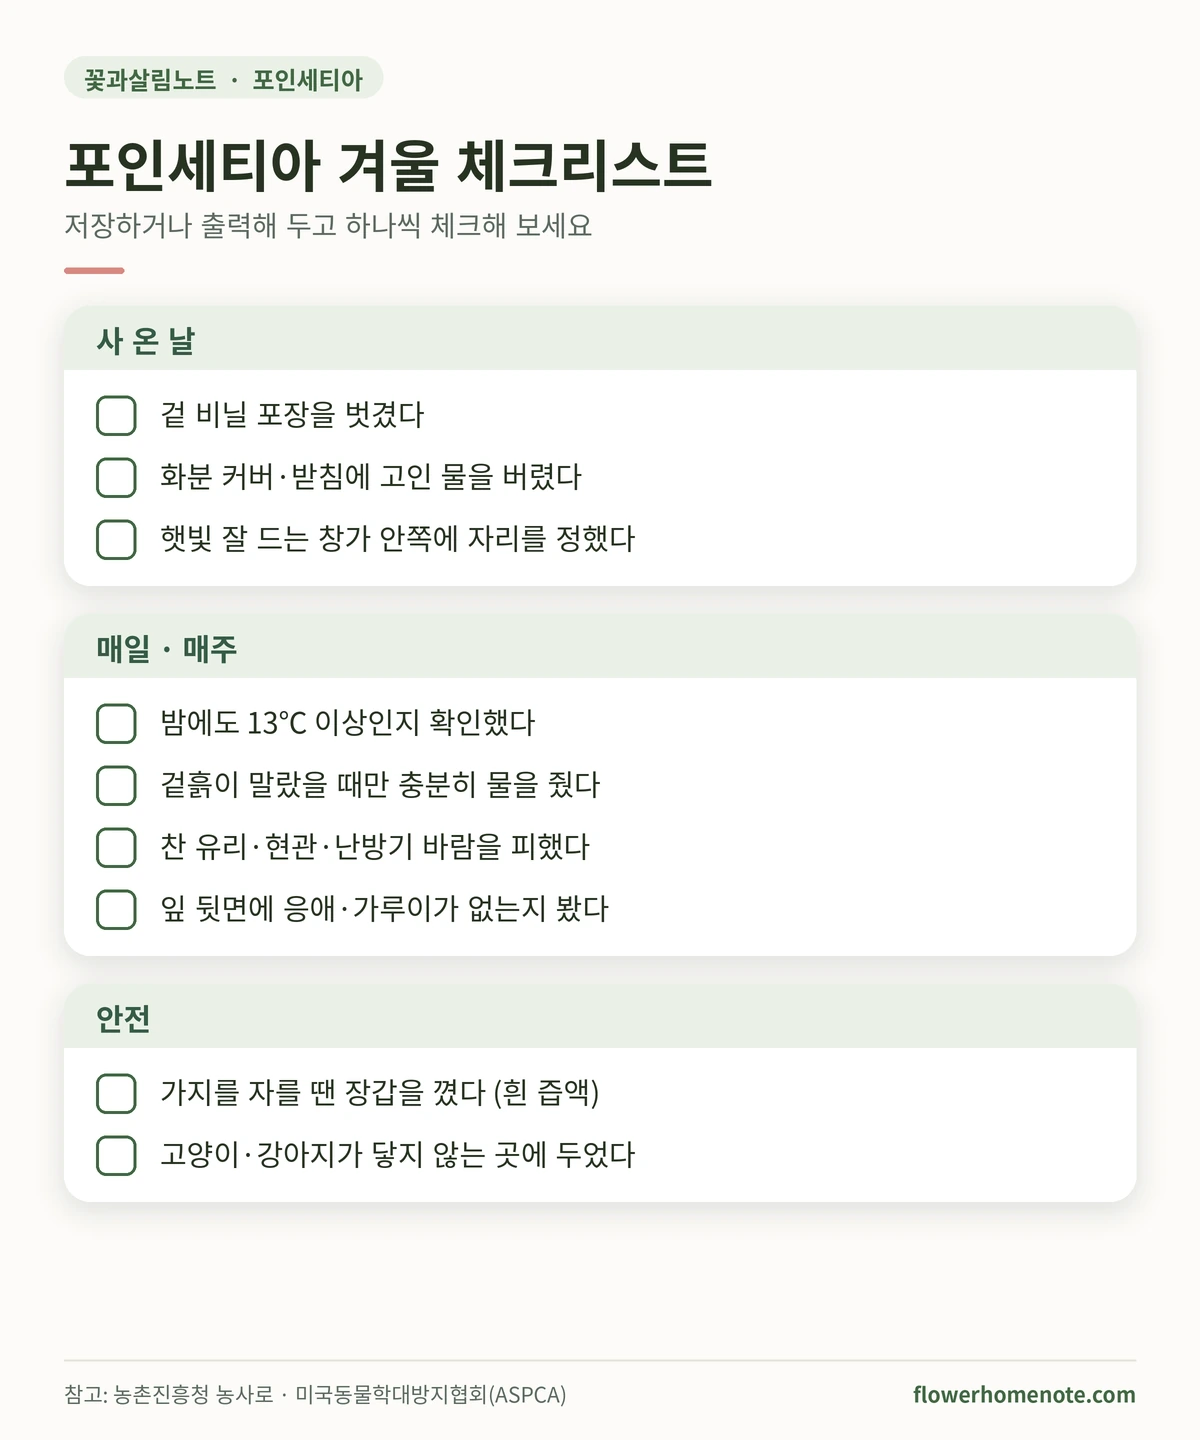 꽃과살림노트 · 포인세티아
포인세티아 겨울 체크리스트
저장하거나 출력해 두고 하나씩 체크해 보세요
사 온 날
겉 비닐 포장을 벗겼다
화분 커버·받침에 고인 물을 버렸다
햇빛 잘 드는 창가 안쪽에 자리를 정했다
매일 · 매주
밤에도 13°C 이상인지 확인했다
겉흙이 말랐을 때만 충분히 물을 줬다
찬 유리·현관·난방기 바람을 피했다
잎 뒷면에 응애·가루이가 없는지 봤다
안전
가지를 자를 땐 장갑을 꼈다 (흰 즙액)
고양이·강아지가 닿지 않는 곳에 두었다
참고: 농촌진흥청 농사로 · 미국동물학대방지협회(ASPCA)
flowerhomenote.com